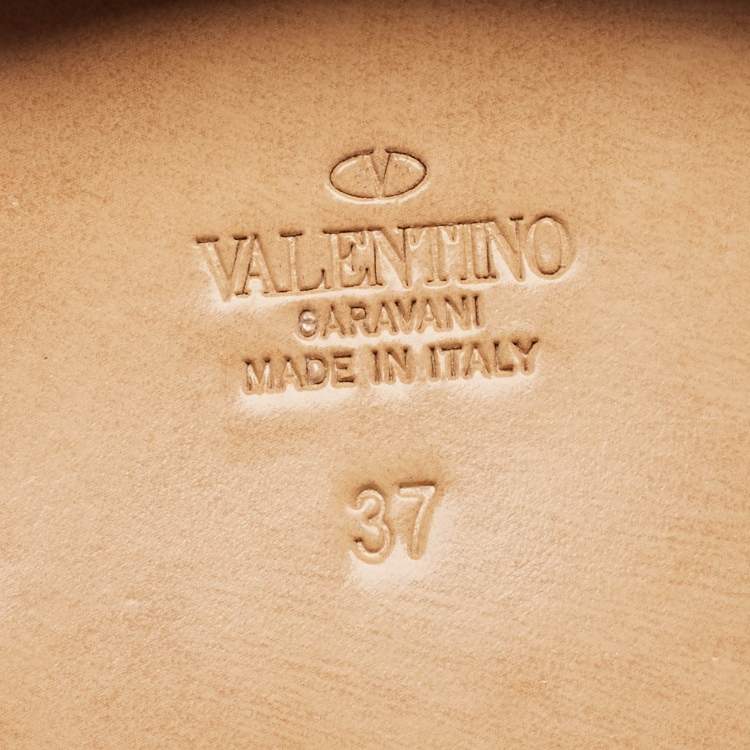 V
VALENTINO
GARAVANI
MADE IN ITALY
37